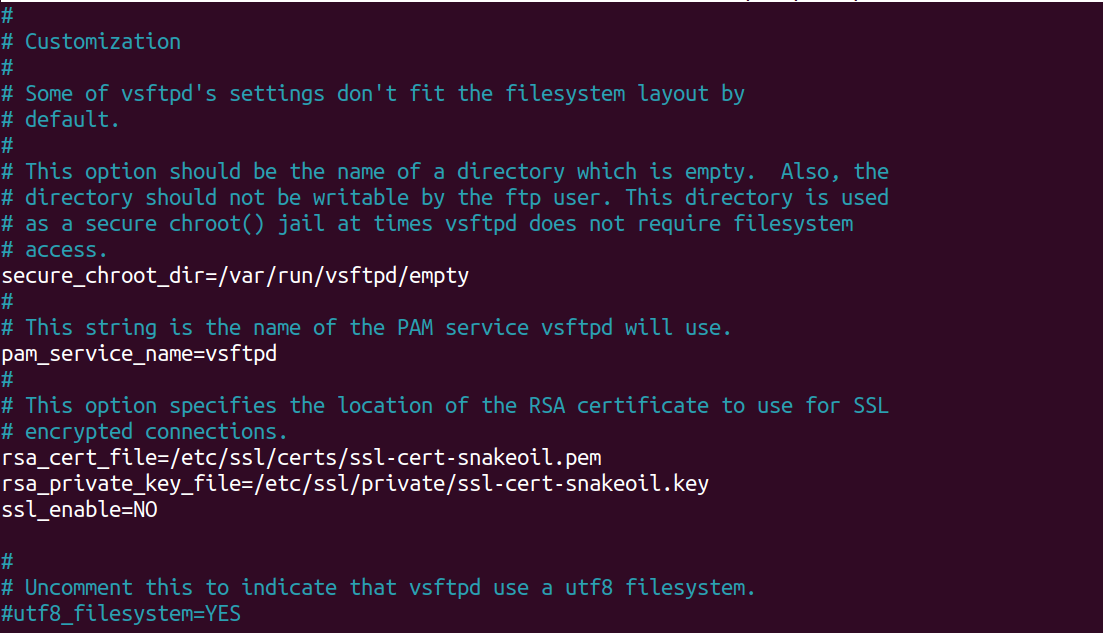 #
# Customization
#
# Some of vsftpd's settings don't fit the filesystem layout by
# default.
#
# This option should be the name of a directory which is empty.  Also, the
# directory should not be writable by the ftp user. This directory is used
# as a secure chroot() jail at times vsftpd does not require filesystem
# access.
secure_chroot_dir=/var/run/vsftpd/empty
#
# This string is the name of the PAM service vsftpd will use.
pam_service_name=vsftpd
#
# This option specifies the location of the RSA certificate to use for SSL
# encrypted connections.
rsa_cert_file=/etc/ssl/certs/ssl-cert-snakeoil.pem
rsa_private_key_file=/etc/ssl/private/ssl-cert-snakeoil.key
ssl_enable=NO

#
# Uncomment this to indicate that vsftpd use a utf8 filesystem.
#utf8_filesystem=YES